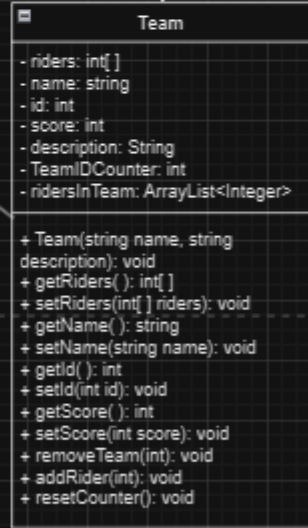 Team
- riders: int[ ]
- name: string
- id: int
- score: int
- description: String
- TeamIDCounter: int
- ridersInTeam: ArrayList<Integer>
+ Team(string name, string
description): void
+ getRiders( ): int[ ]
+ setRiders(int[ ] riders): void
+ getName( ): string
+ setName(string name): void
+ getId( ): int
+ setId(int id): void
+ getScore( ): int
+ setScore(int score): void
+ removeTeam(int): void
+ addRider(int): void
+ resetCounter(): void